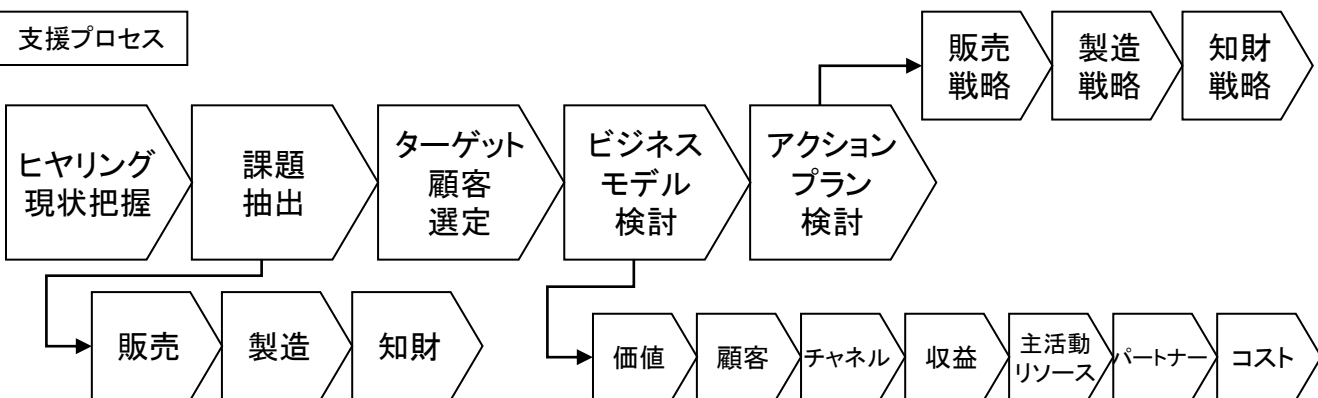 支援プロセス
販売
戦略
製造
戦略
知財
戦略
ヒヤリング
現状把握
課題
抽出
ターゲット
顧客
選定
ビジネス
モデル
検討
アクション
プラン
検討
販売
製造
知財
価値
顧客
チャネル
収益
主活動
リソース
パートナー
コスト